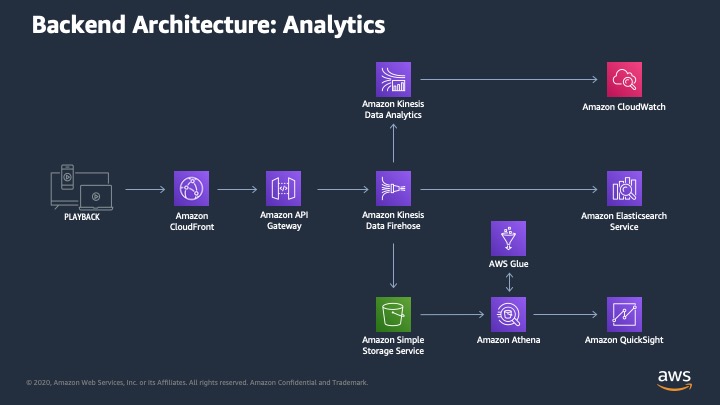 Backend Architecture: Analytics
Amazon Kinesis
Data Analytics
Amazon CloudWatch
PLAYBACK
Amazon
CloudFront
Amazon API
Gateway
Amazon Kinesis
Data Firehose
Amazon Elasticsearch
Service
AWS Glue
Amazon Simple
Storage Service
Amazon Athena
Amazon QuickSight
© 2020, Amazon Web Services, Inc. or its Affiliates. All rights reserved. Amazon Confidential and Trademark.
aws